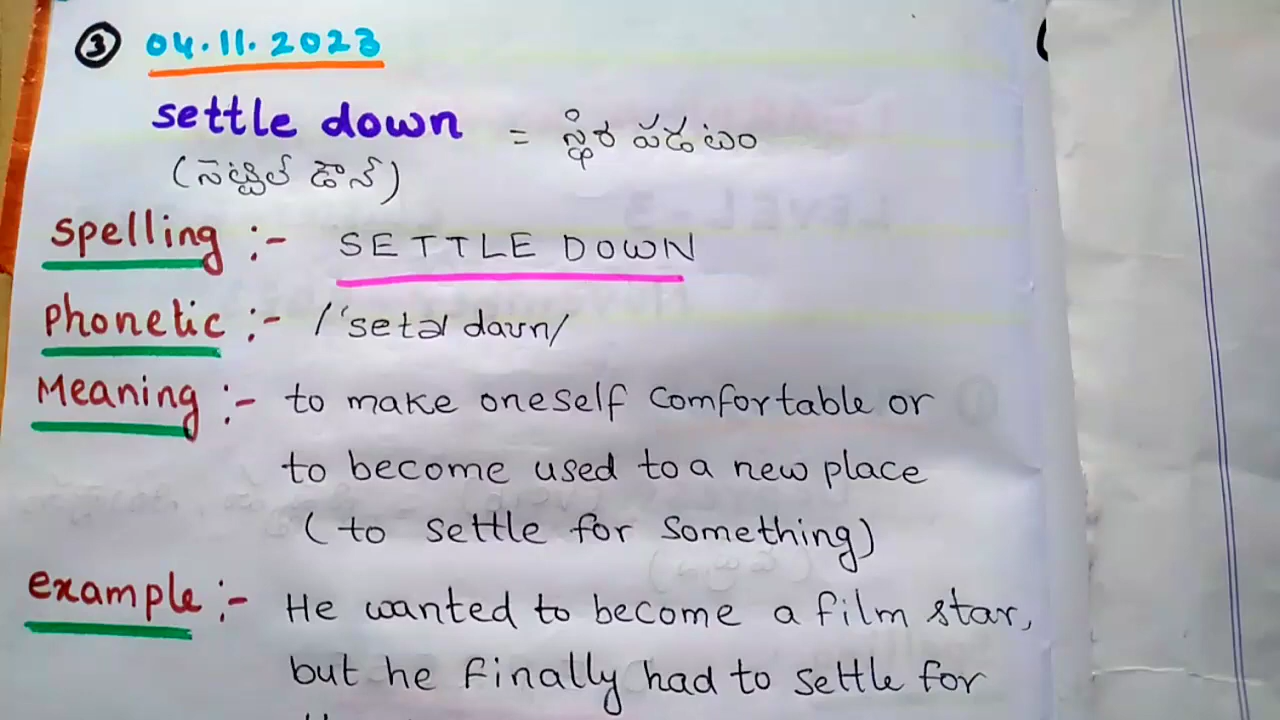 ③ 04.11.2023
settle down = స్థిర పడటం
(సెట్టిల్ డౌన్)
Spelling :- SETTLE DOWN
Phonetic :- /ˈsetəl daʊn/
Meaning :- to make oneself comfortable or
to become used to a new place
(to settle for something)
example :- He wanted to become a film star,
but he finally had to settle for